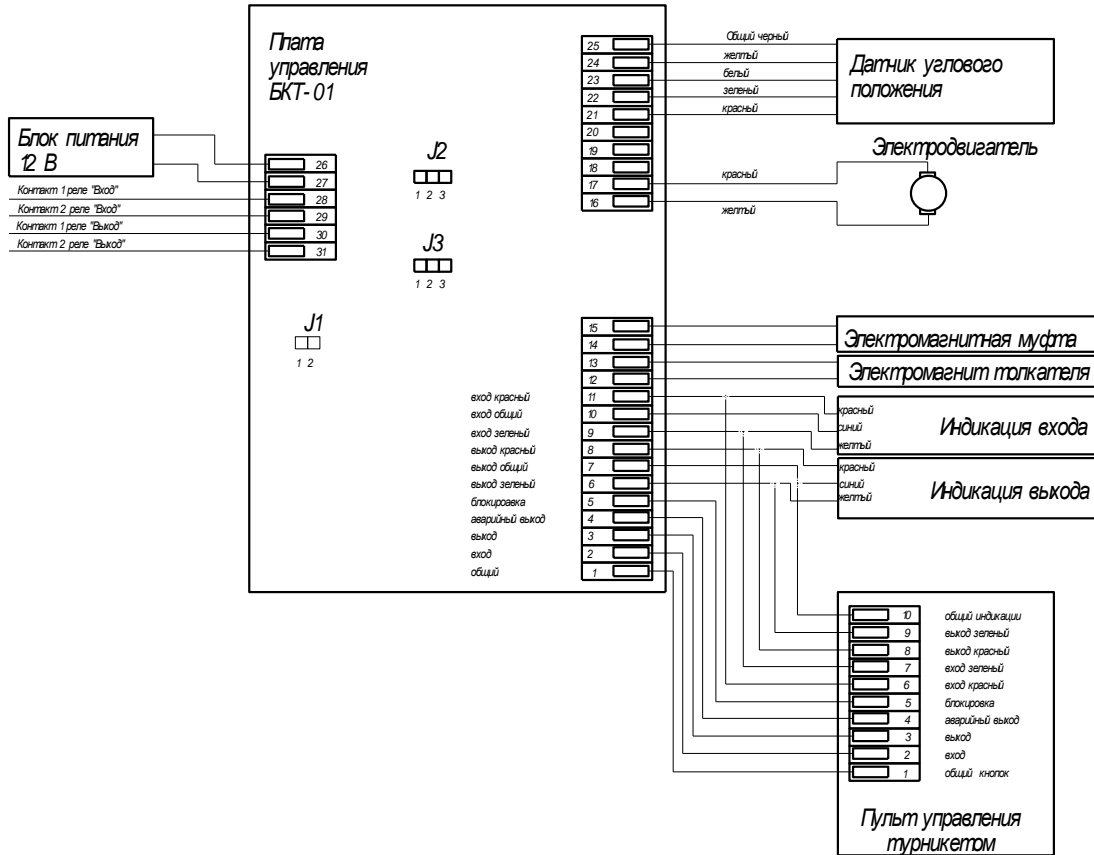 Плата
управления
БКТ-01
Блок питания
12 В
Контакт 1 реле "Вход"
Контакт 2 реле "Вход"
Контакт 1 реле "Выход"
Контакт 2 реле "Выход"
26
27
28
29
30
31
J2
1 2 3
J3
1 2 3
J1
1 2
25
24
23
22
21
20
19
18
17
16
Общий черный
желтый
белый
зеленый
красный
Датчик углового
положения
Электродвигатель
красный
желтый
15
14
13
12
вход красный 11
вход общий 10
вход зеленый 9
выход красный 8
выход общий 7
выход зеленый 6
блокироавка 5
аварийный выход 4
выход 3
вход 2
общий 1
Электромагнитная муфта
Электромагнит толкателя
красный
синий
желтый
Индикация входа
красный
синий
желтый
Индикация выхода
10 общий индикации
9 выход зеленый
8 выход красный
7 вход зеленый
6 вход красный
5 блокировка
4 аварийный выход
3 выход
2 вход
1 общий кнопок
Пульт управления
турникетом